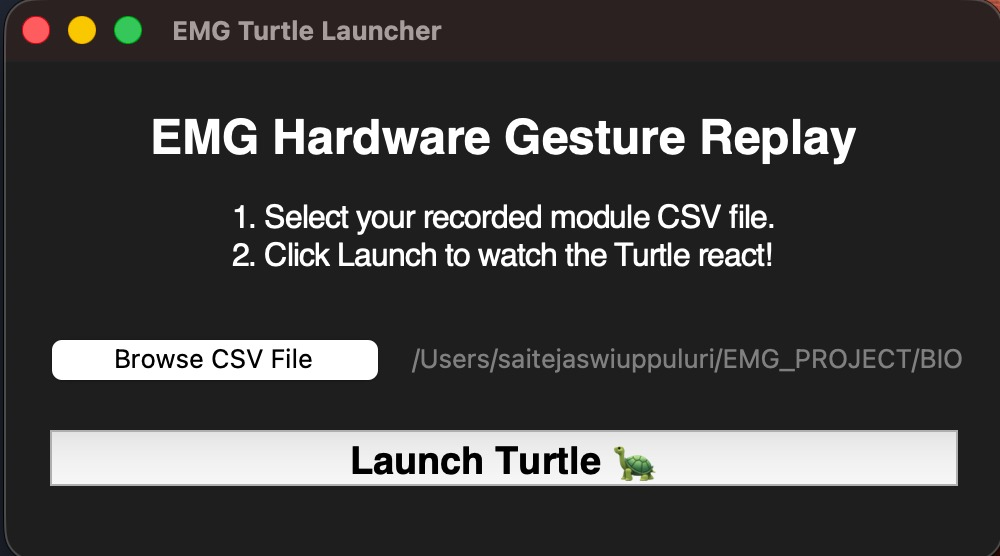 EMG Turtle Launcher
EMG Hardware Gesture Replay
1. Select your recorded module CSV file.
2. Click Launch to watch the Turtle react!
Browse CSV File /Users/saitejaswiuppuluri/EMG_PROJECT/BIO
Launch Turtle 🐢